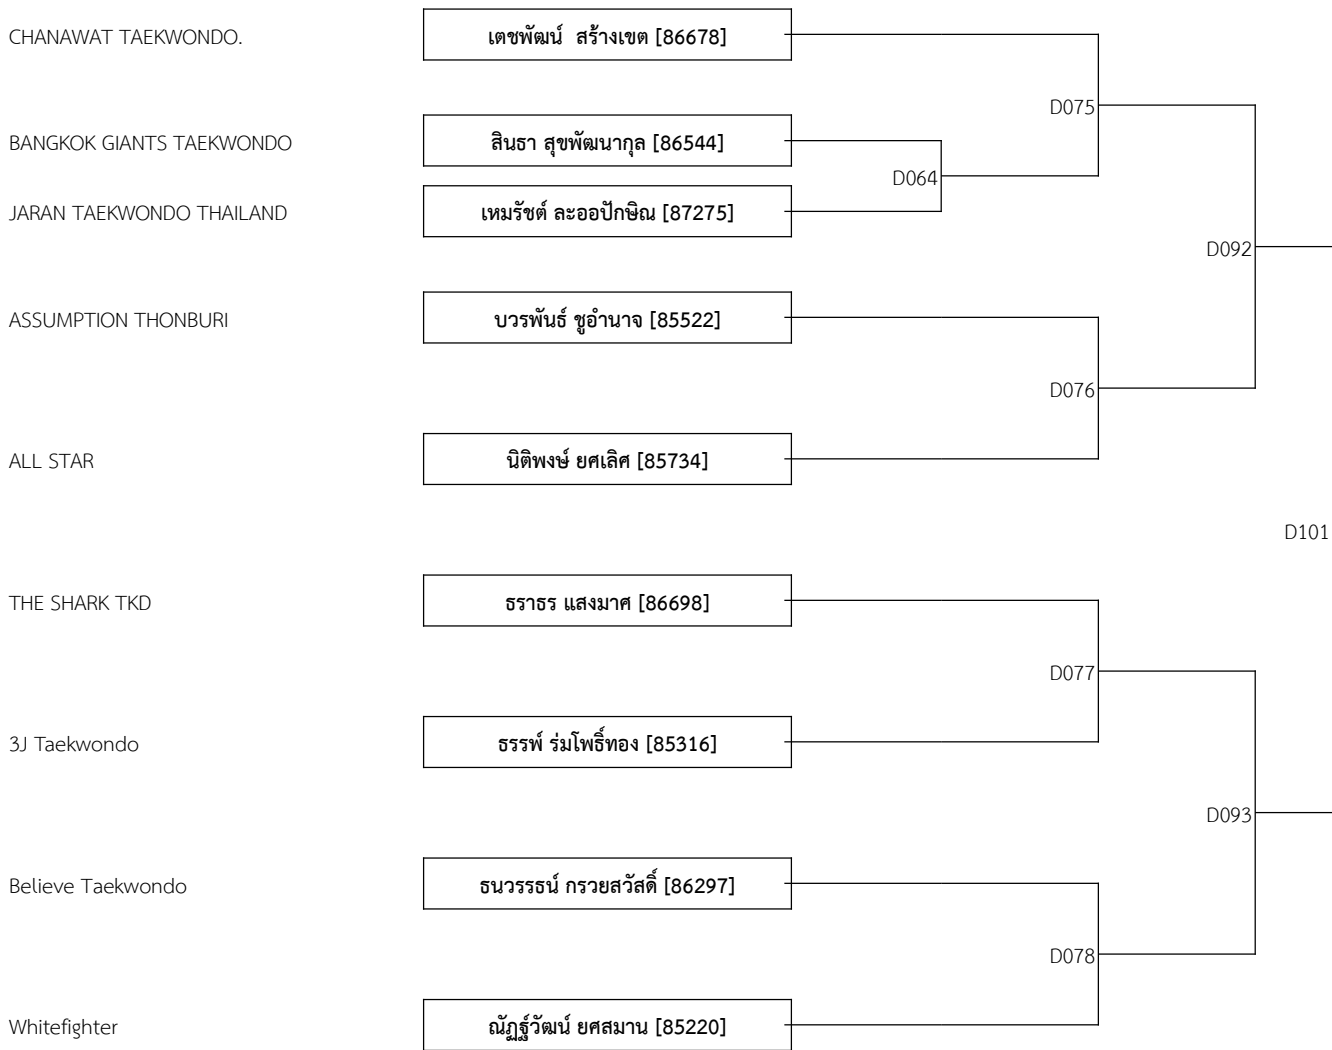 CHANAWAT TAEKWONDO. เตชพัฒน์  สร้างเขต [86678]
D075
BANGKOK GIANTS TAEKWONDO สินธา สุขพัฒนากุล [86544]
D064
JARAN TAEKWONDO THAILAND เหมรัชต์ ละออปักษิณ [87275]
D092
ASSUMPTION THONBURI บวรพันธ์ ชูอำนาจ [85522]
D076
ALL STAR นิติพงษ์ ยศเลิศ [85734]
D101
THE SHARK TKD ธราธร แสงมาศ [86698]
D077
3J Taekwondo ธรรพ์ ร่มโพธิ์ทอง [85316]
D093
Believe Taekwondo ธนวรรธน์ กรวยสวัสดิ์ [86297]
D078
Whitefighter ณัฏฐ์วัฒน์ ยศสมาน [85220]